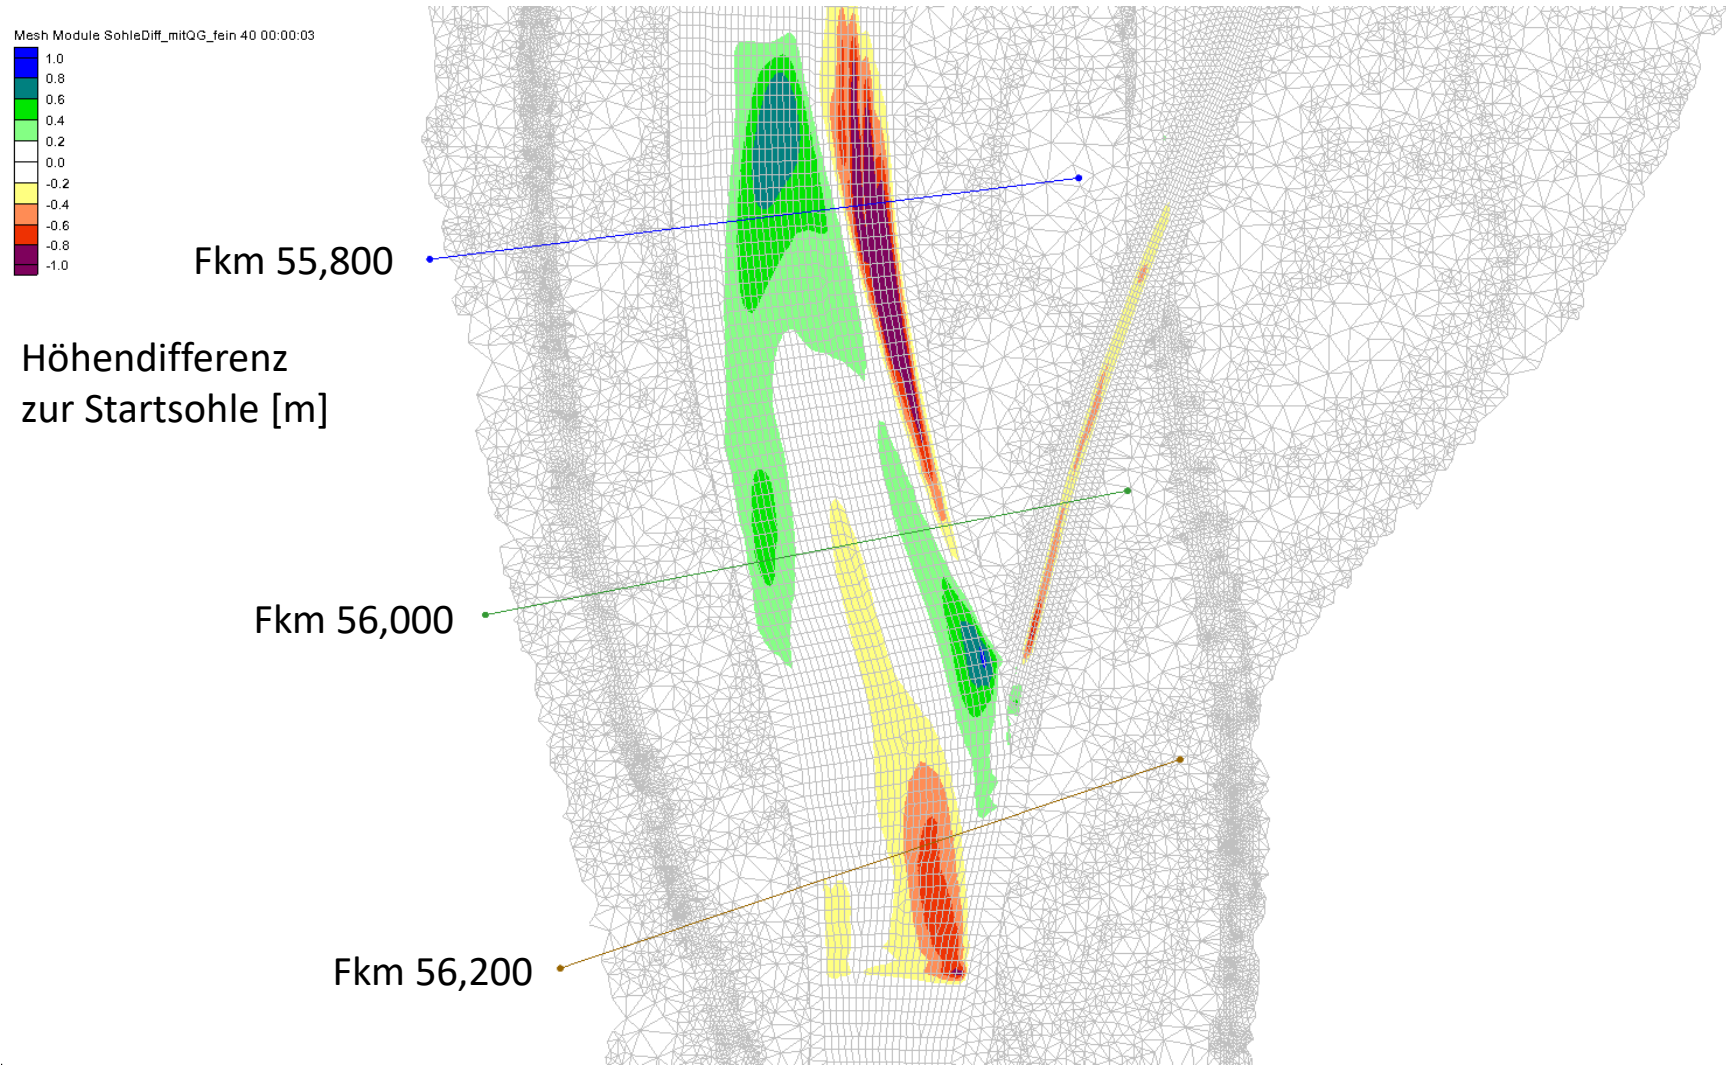 Mesh Module SohleDiff_mitQG_fein 40 00:00:03
1.0
0.8
0.6
0.4
0.2
0.0
-0.2
-0.4
-0.6
-0.8
-1.0
Fkm 55,800
Höhendifferenz
zur Startsohle [m]
Fkm 56,000
Fkm 56,200